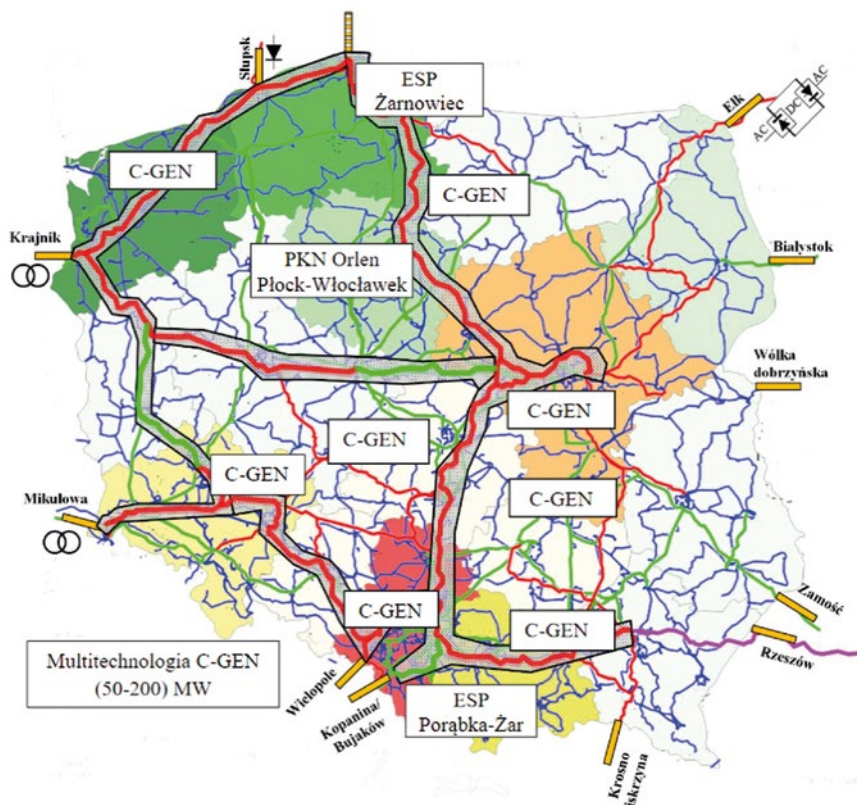 Słupsk
ESP
Żarnowiec
Ełk
AC
DC
AC
C-GEN
C-GEN
Krajnik
PKN Orlen
Płock-Włocławek
Białystok
Wólka
dobrzyńska
C-GEN
C-GEN
C-GEN
Mikułowa
C-GEN
Zamość
C-GEN
C-GEN
Rzeszów
Multitechnologia C-GEN
(50-200) MW
Wielopole
Kopanina/
Bujaków
ESP
Porąbka-Żar
Krosno
iskrzyna